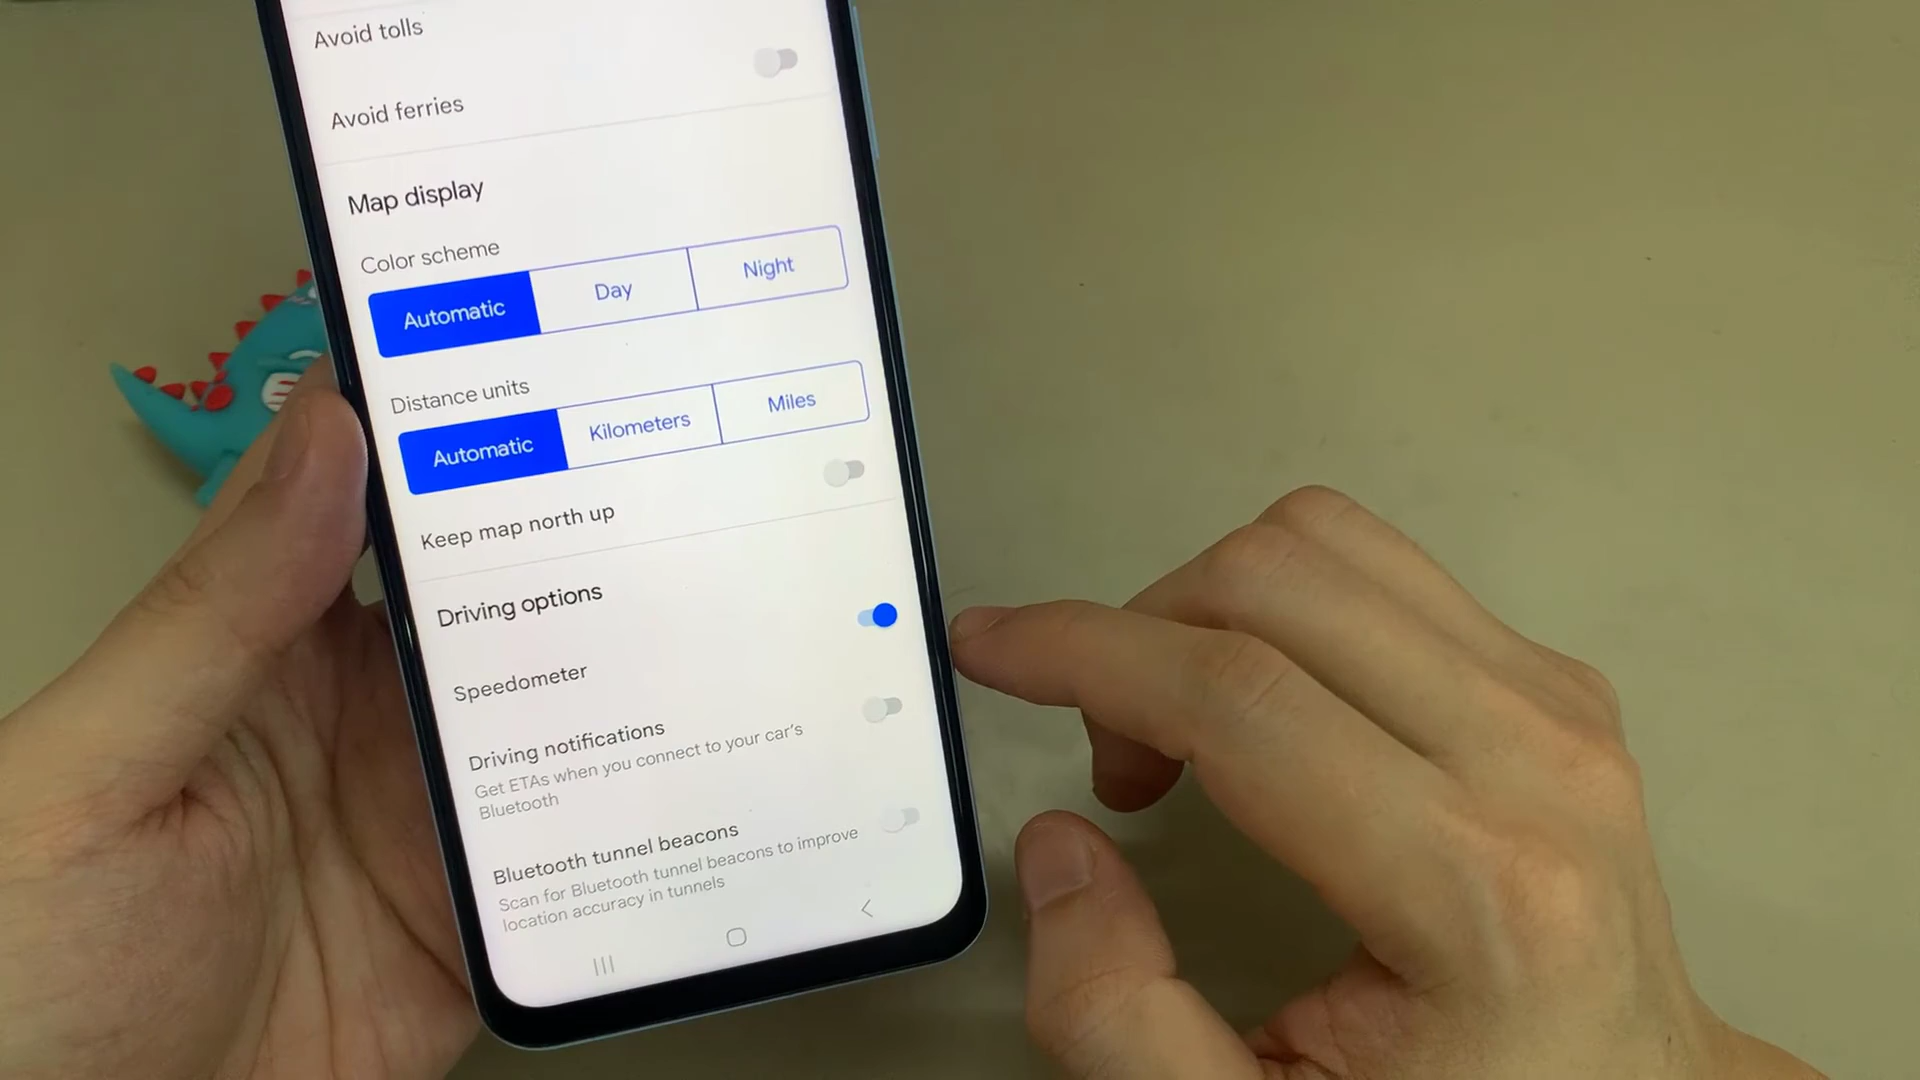 Avoid tolls
Avoid ferries
Map display
Color scheme
Automatic Day Night
Distance units
Automatic Kilometers Miles
Keep map north up
Driving options
Speedometer
Driving notifications
Get ETAs when you connect to your car's
Bluetooth
Bluetooth tunnel beacons
Scan for Bluetooth tunnel beacons to improve
location accuracy in tunnels